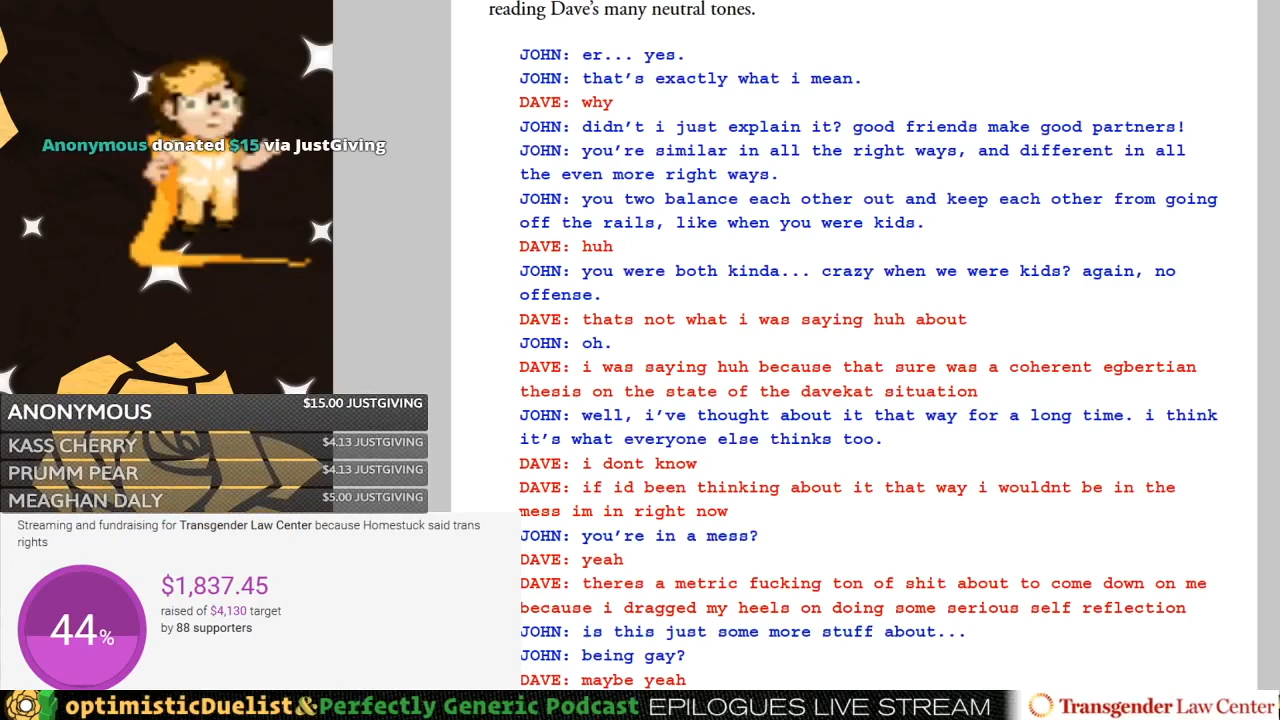 reading Dave's many neutral tones.
JOHN: er... yes.
JOHN: that's exactly what i mean.
DAVE: why
JOHN: didn't i just explain it? good friends make good partners!
JOHN: you're similar in all the right ways, and different in all
the even more right ways.
JOHN: you two balance each other out and keep each other from going
off the rails, like when you were kids.
DAVE: huh
JOHN: you were both kinda... crazy when we were kids? again, no
offense.
DAVE: thats not what i was saying huh about
JOHN: oh.
DAVE: i was saying huh because that sure was a coherent egbertian
thesis on the state of the davekat situation
JOHN: well, i've thought about it that way for a long time. i think
it's what everyone else thinks too.
DAVE: i dont know
DAVE: if id been thinking about it that way i wouldnt be in the
mess im in right now
JOHN: you're in a mess?
DAVE: yeah
DAVE: theres a metric fucking ton of shit about to come down on me
because i dragged my heels on doing some serious self reflection
JOHN: is this just some more stuff about...
JOHN: being gay?
DAVE: maybe yeah
Anonymous donated $15 via JustGiving
ANONYMOUS $15.00 JUSTGIVING
KASS CHERRY $4.13 JUSTGIVING
PRUMM PEAR $4.13 JUSTGIVING
MEAGHAN DALY $5.00 JUSTGIVING
Streaming and fundraising for Transgender Law Center because Homestuck said trans
rights
44%
$1,837.45
raised of $4,130 target
by 88 supporters
optimisticDuelist&Perfectly Generic Podcast EPILOGUES LIVE STREAM
Transgender Law Center